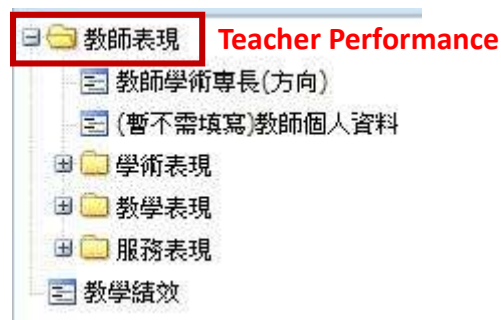 教師表現 Teacher Performance
教師學術專長(方向)
(暫不需填寫)教師個人資料
學術表現
教學表現
服務表現
教學績效